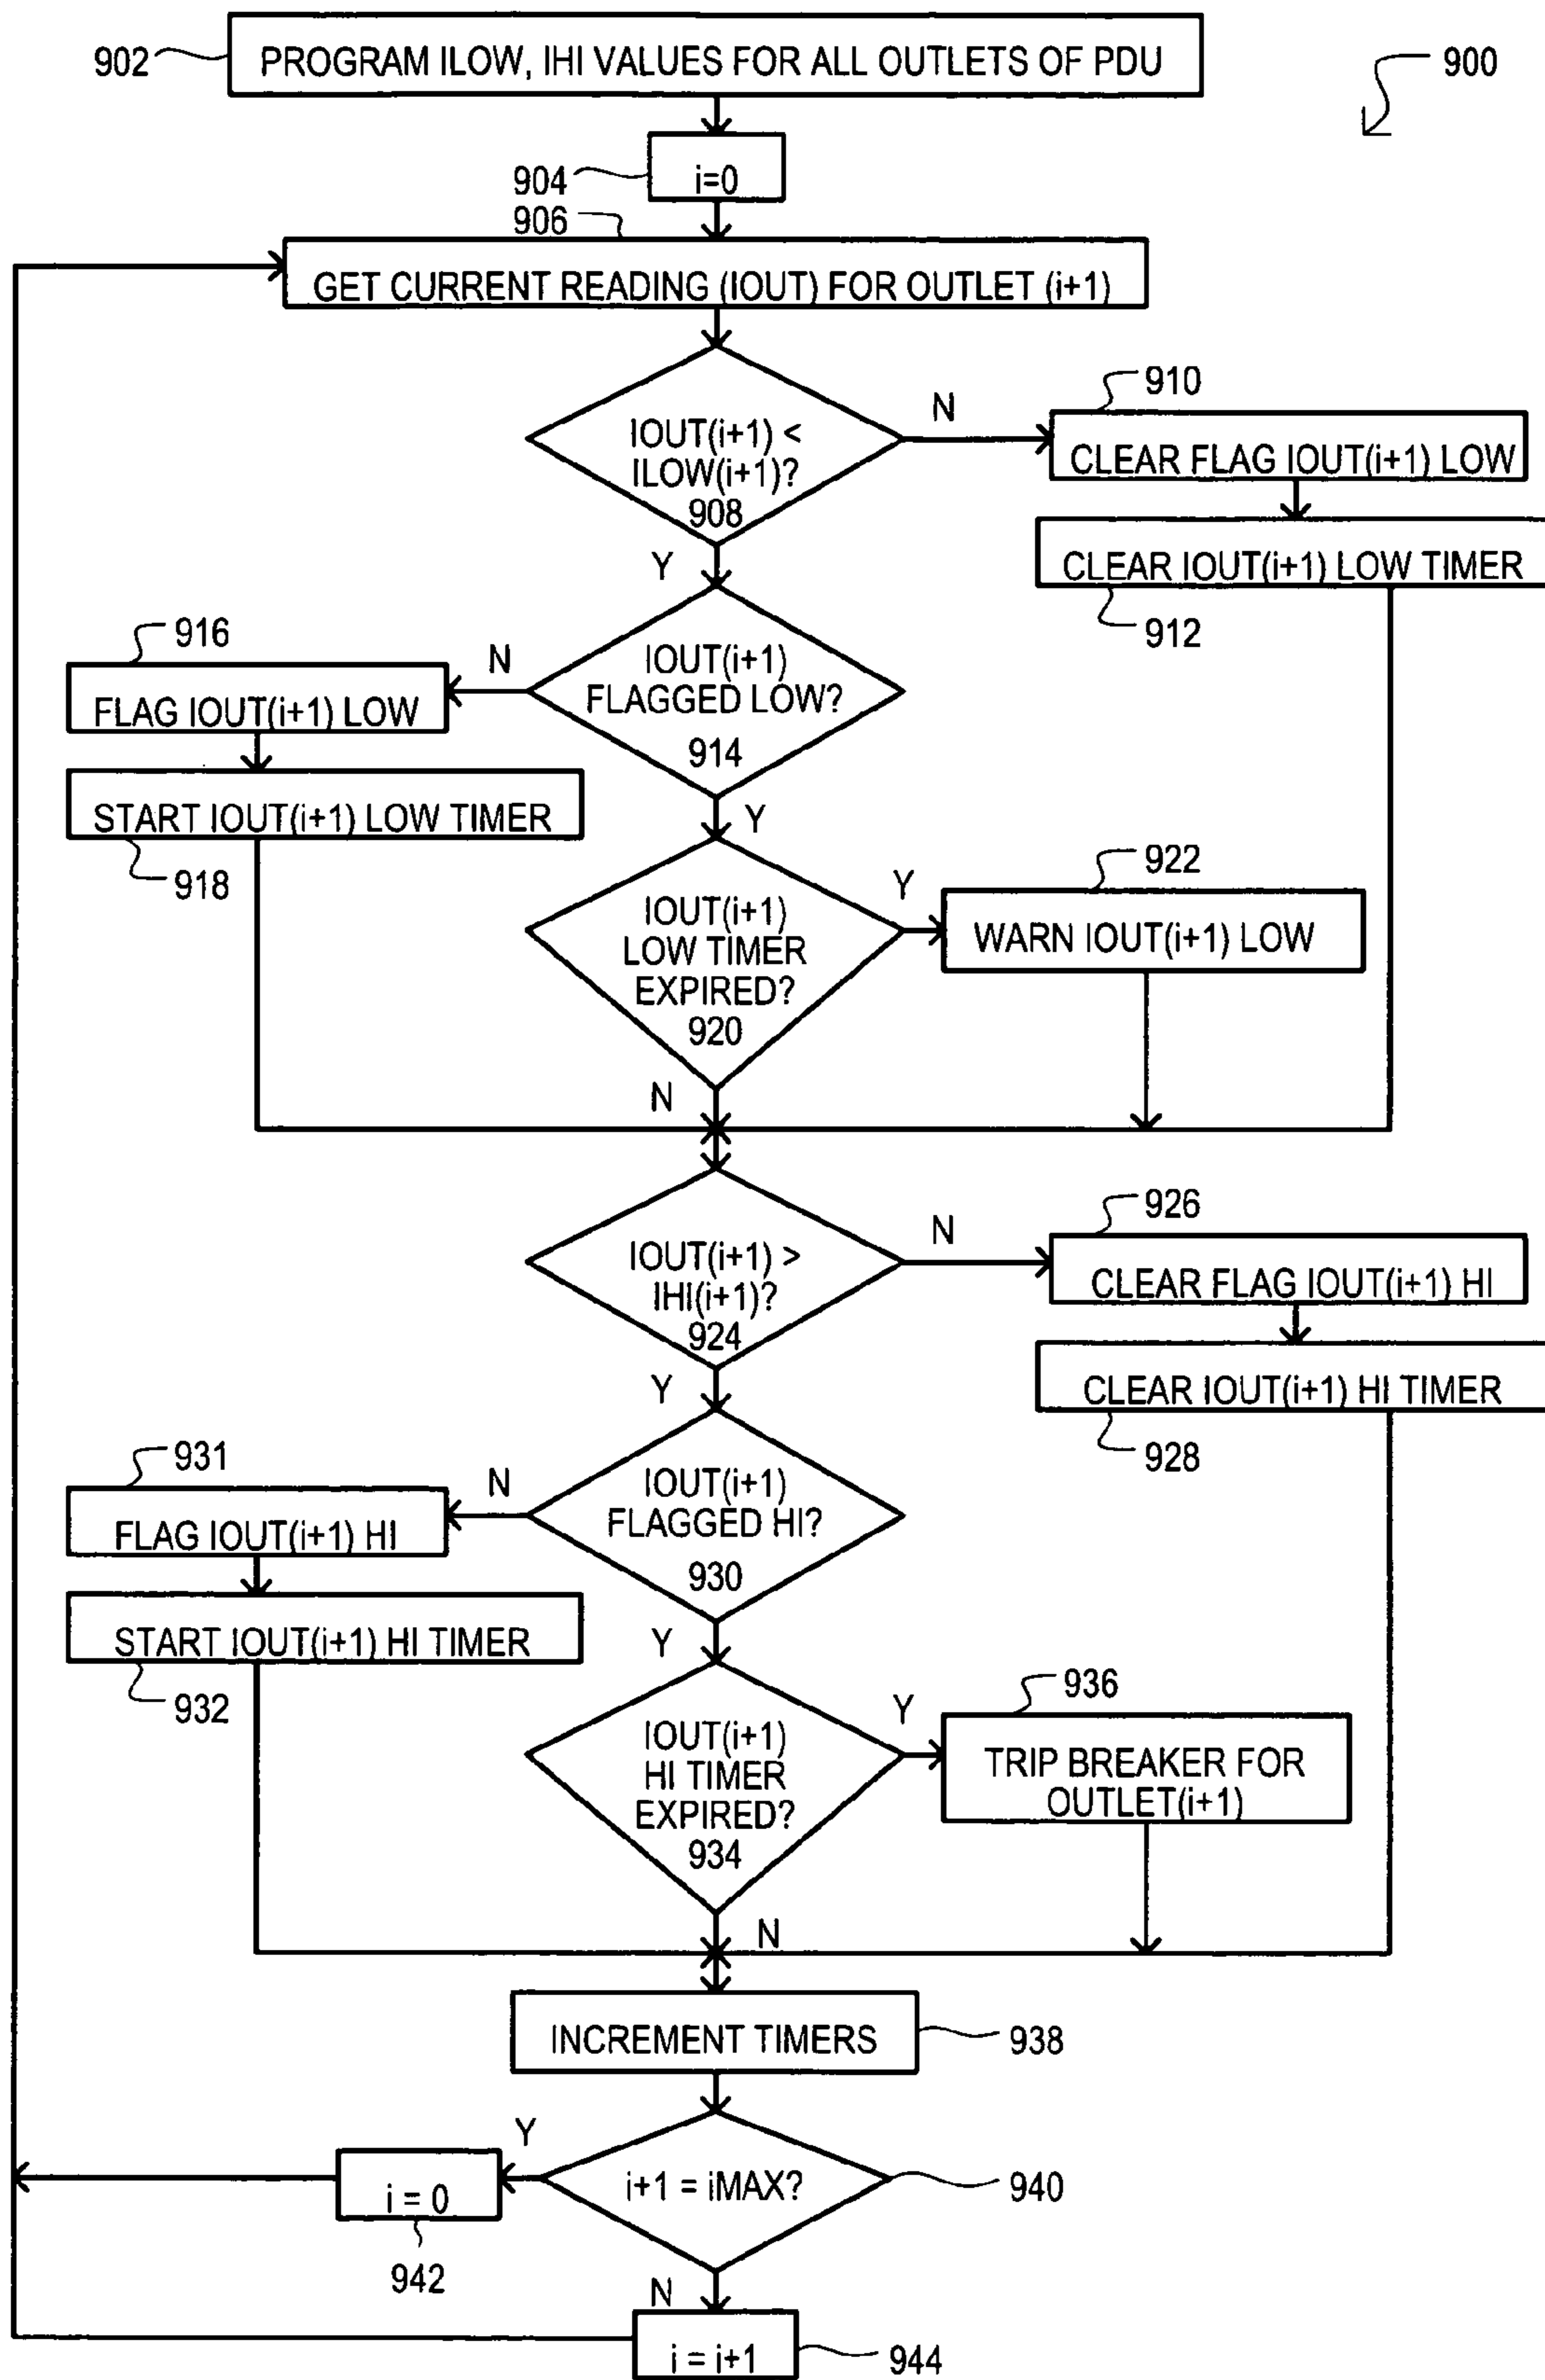 902
PROGRAM ILOW, IHI VALUES FOR ALL OUTLETS OF PDU
900
904
i=0
906
GET CURRENT READING (IOUT) FOR OUTLET (i+1)
IOUT(i+1) <
ILOW(i+1)?
908
N
910
CLEAR FLAG IOUT(i+1) LOW
CLEAR IOUT(i+1) LOW TIMER
912
Y
IOUT(i+1)
FLAGGED LOW?
914
N
916
FLAG IOUT(i+1) LOW
START IOUT(i+1) LOW TIMER
918
Y
IOUT(i+1)
LOW TIMER
EXPIRED?
920
Y
922
WARN IOUT(i+1) LOW
N
IOUT(i+1) >
IHI(i+1)?
924
N
926
CLEAR FLAG IOUT(i+1) HI
CLEAR IOUT(i+1) HI TIMER
928
Y
IOUT(i+1)
FLAGGED HI?
930
N
931
FLAG IOUT(i+1) HI
START IOUT(i+1) HI TIMER
932
Y
IOUT(i+1)
HI TIMER
EXPIRED?
934
Y
936
TRIP BREAKER FOR
OUTLET(i+1)
N
INCREMENT TIMERS
938
i+1 = iMAX?
940
Y
i = 0
942
N
i = i+1
944